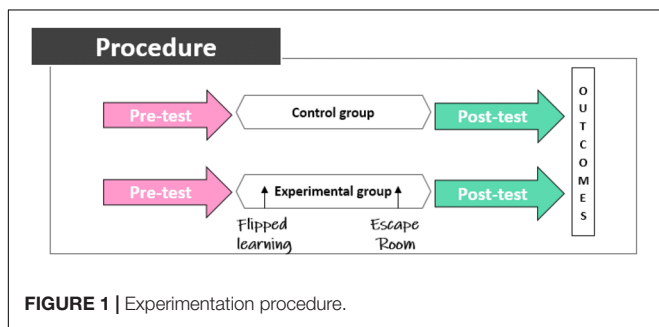 Procedure
Pre-test
Control group
Post-test
Pre-test
Experimental group
Post-test
Flipped
learning
Escape
Room
OUTCOMES
FIGURE 1 | Experimentation procedure.